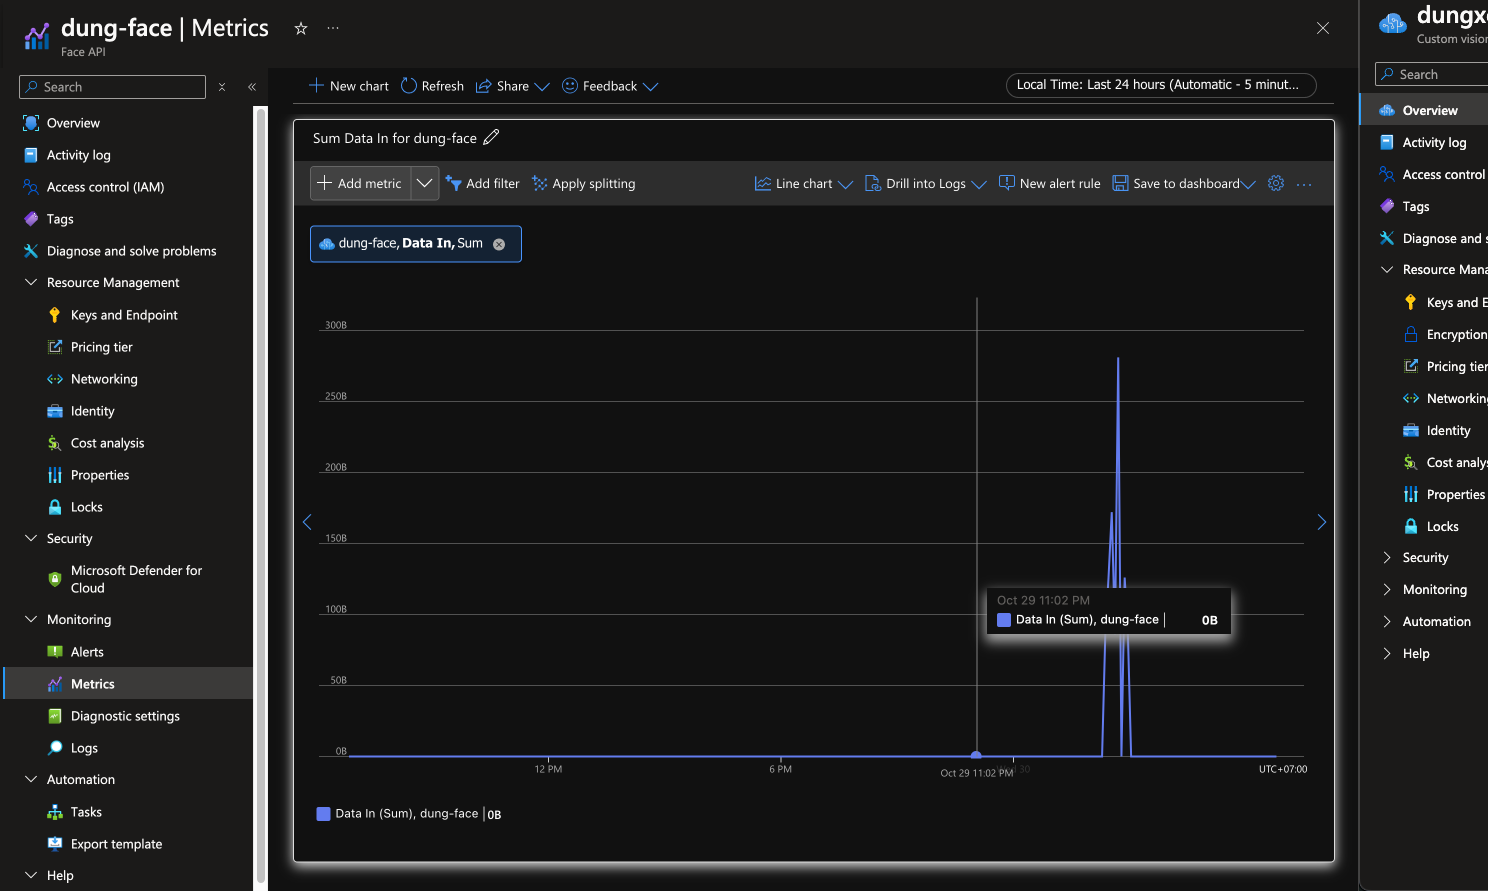 dung-face | Metrics
Face API
Search
Overview
Activity log
Access control (IAM)
Tags
Diagnose and solve problems
Resource Management
Keys and Endpoint
Pricing tier
Networking
Identity
Cost analysis
Properties
Locks
Security
Microsoft Defender for
Cloud
Monitoring
Alerts
Metrics
Diagnostic settings
Logs
Automation
Tasks
Export template
Help
New chart
Refresh
Share
Feedback
Local Time: Last 24 hours (Automatic - 5 minut...
Sum Data In for dung-face
Add metric
Add filter
Apply splitting
Line chart
Drill into Logs
New alert rule
Save to dashboard
dung-face, Data In, Sum
300B
250B
200B
150B
100B
50B
0B
Oct 29 11:02 PM
Data In (Sum), dung-face | 0B
12 PM
6 PM
Oct 29 11:02 PM
30
UTC+07:00
Data In (Sum), dung-face | 0B
Custom vision
Search
Overview
Activity log
Access control
Tags
Diagnose and s
Resource Mana
Keys and E
Encryption
Pricing tier
Networking
Identity
Cost analys
Properties
Locks
Security
Monitoring
Automation
Help